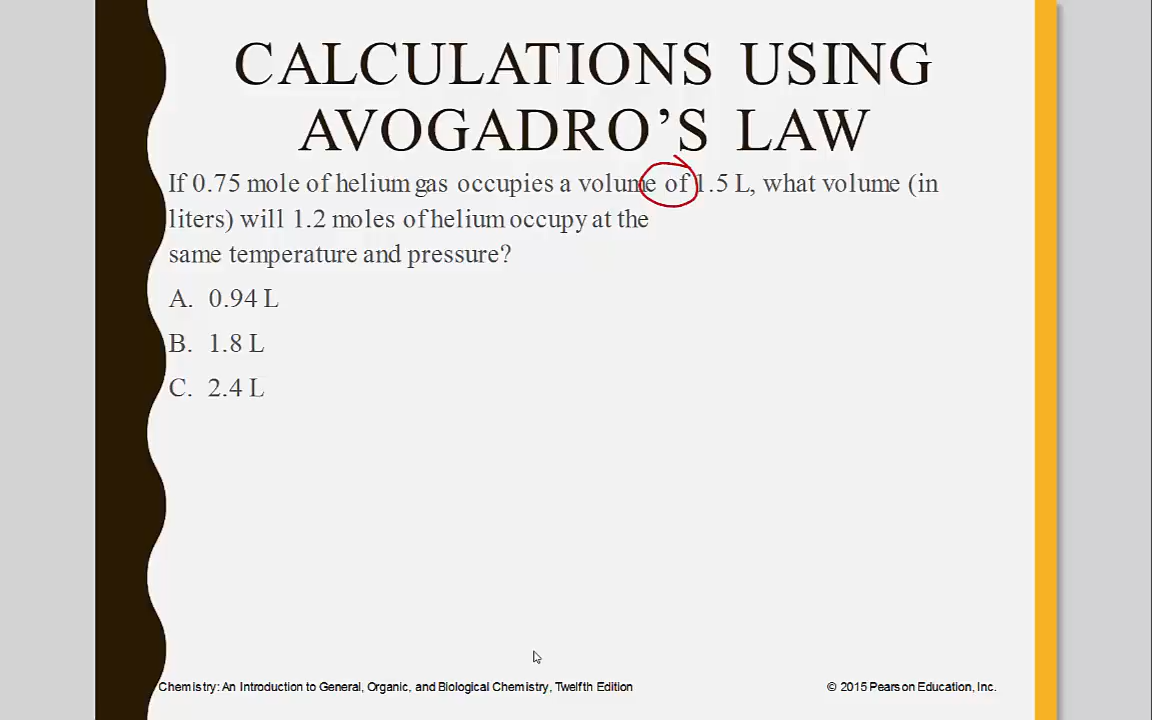 CALCULATIONS USING
AVOGADRO’S LAW
If 0.75 mole of helium gas occupies a volume of 1.5 L, what volume (in
liters) will 1.2 moles of helium occupy at the
same temperature and pressure?
A. 0.94 L
B. 1.8 L
C. 2.4 L
Chemistry: An Introduction to General, Organic, and Biological Chemistry, Twelfth Edition
© 2015 Pearson Education, Inc.